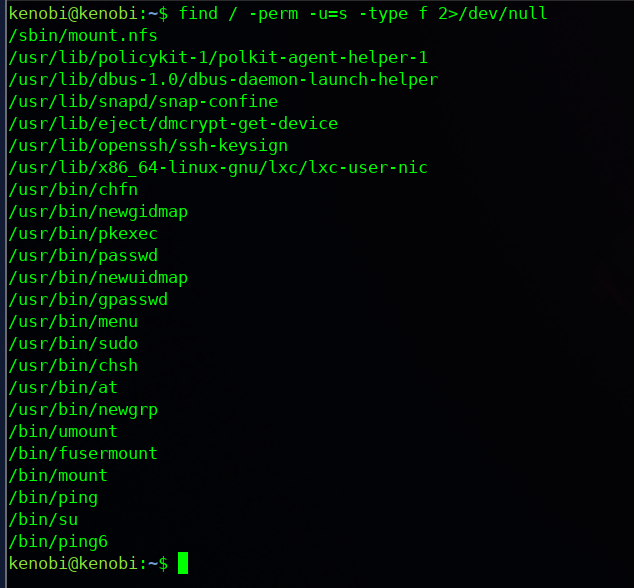 kenobi@kenobi:~$ find / -perm -u=s -type f 2>/dev/null
/sbin/mount.nfs
/usr/lib/policykit-1/polkit-agent-helper-1
/usr/lib/dbus-1.0/dbus-daemon-launch-helper
/usr/lib/snapd/snap-confine
/usr/lib/eject/dmcrypt-get-device
/usr/lib/openssh/ssh-keysign
/usr/lib/x86_64-linux-gnu/lxc/lxc-user-nic
/usr/bin/chfn
/usr/bin/newgidmap
/usr/bin/pkexec
/usr/bin/passwd
/usr/bin/newuidmap
/usr/bin/gpasswd
/usr/bin/menu
/usr/bin/sudo
/usr/bin/chsh
/usr/bin/at
/usr/bin/newgrp
/bin/umount
/bin/fusermount
/bin/mount
/bin/ping
/bin/su
/bin/ping6
kenobi@kenobi:~$